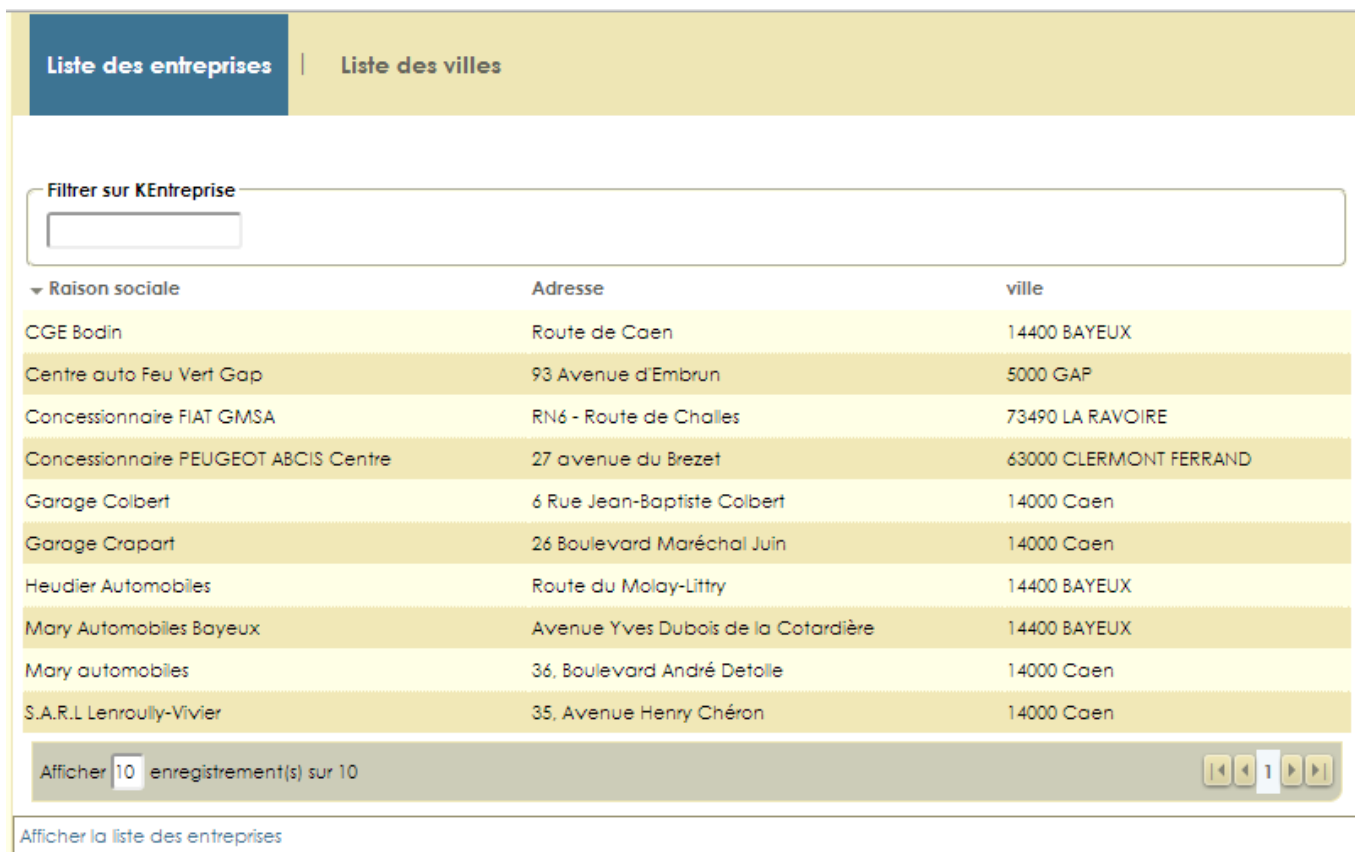 Liste des entreprises | Liste des villes
Filtrer sur KEntreprise
Raison sociale Adresse ville
CGE Bodin Route de Caen 14400 BAYEUX
Centre auto Feu Vert Gap 93 Avenue d'Embrun 5000 GAP
Concessionnaire FIAT GMSA RN6 - Route de Challes 73490 LA RAVOIRE
Concessionnaire PEUGEOT ABCIS Centre 27 avenue du Brezet 63000 CLERMONT FERRAND
Garage Colbert 6 Rue Jean-Baptiste Colbert 14000 Caen
Garage Crapart 26 Boulevard Maréchal Juin 14000 Caen
Heudier Automobiles Route du Molay-Littry 14400 BAYEUX
Mary Automobiles Bayeux Avenue Yves Dubois de la Cotardière 14400 BAYEUX
Mary automobiles 36, Boulevard André Detolle 14000 Caen
S.A.R.L Lenroully-Vivier 35, Avenue Henry Chéron 14000 Caen
Afficher 10 enregistrement(s) sur 10 1
Afficher la liste des entreprises